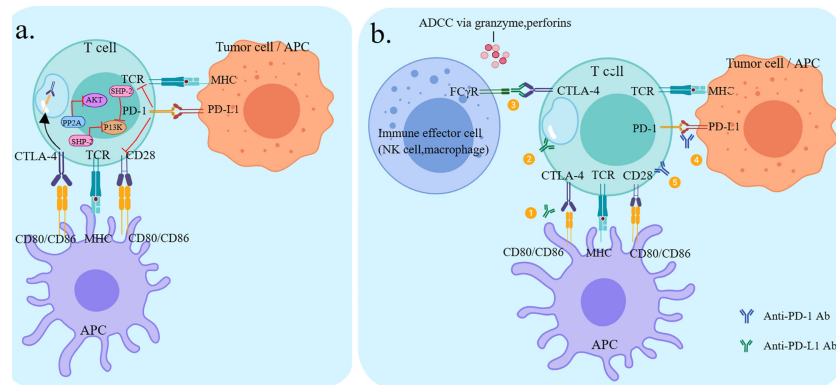 a.
T cell
Tumor cell / APC
TCR
MHC
SHP-2
AKT
PD-1
PD-L1
PP2A
P13K
SHP-2
CTLA-4
TCR
CD28
CD80/CD86
MHC
CD80/CD86
APC
b.
ADCC via granzyme,perforins
T cell
Tumor cell / APC
FCγR
CTLA-4
TCR
MHC
3
Immune effector cell
(NK cell,macrophage)
PD-1
PD-L1
2
4
CTLA-4
TCR
CD28
5
1
CD80/CD86
MHC
CD80/CD86
APC
Anti-PD-1 Ab
Anti-PD-L1 Ab